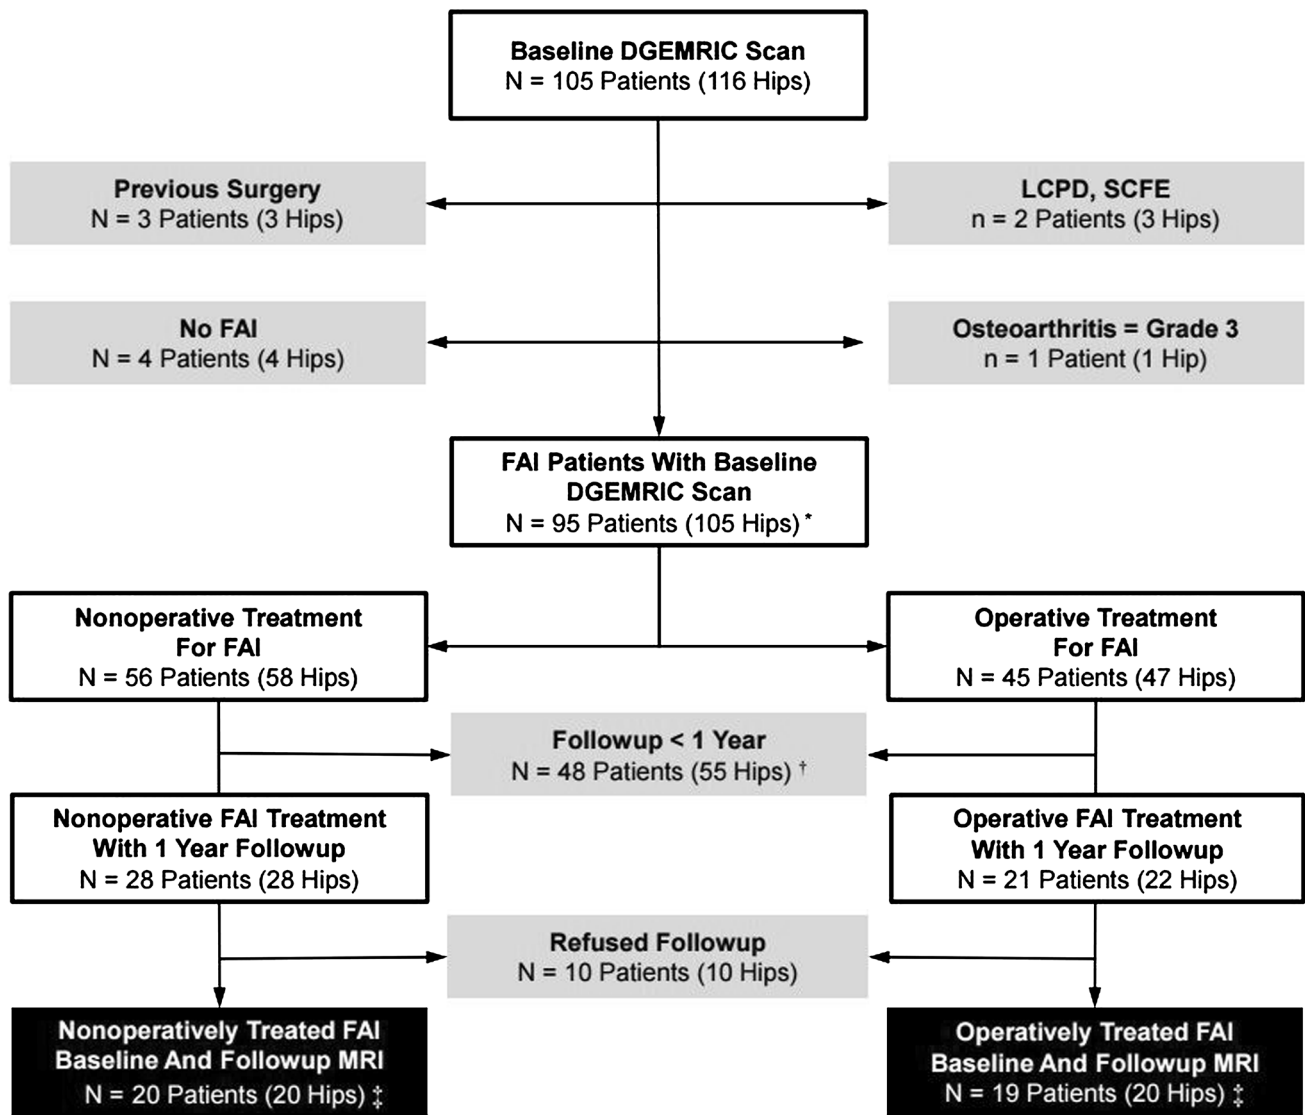 Baseline DGEMRIC Scan
N = 105 Patients (116 Hips)
Previous Surgery
N = 3 Patients (3 Hips)
LCPD, SCFE
n = 2 Patients (3 Hips)
No FAI
N = 4 Patients (4 Hips)
Osteoarthritis = Grade 3
n = 1 Patient (1 Hip)
FAI Patients With Baseline
DGEMRIC Scan
N = 95 Patients (105 Hips) *
Nonoperative Treatment
For FAI
N = 56 Patients (58 Hips)
Operative Treatment
For FAI
N = 45 Patients (47 Hips)
Followup < 1 Year
N = 48 Patients (55 Hips) †
Nonoperative FAI Treatment
With 1 Year Followup
N = 28 Patients (28 Hips)
Operative FAI Treatment
With 1 Year Followup
N = 21 Patients (22 Hips)
Refused Followup
N = 10 Patients (10 Hips)
Nonoperatively Treated FAI
Baseline And Followup MRI
N = 20 Patients (20 Hips) ‡
Operatively Treated FAI
Baseline And Followup MRI
N = 19 Patients (20 Hips) ‡